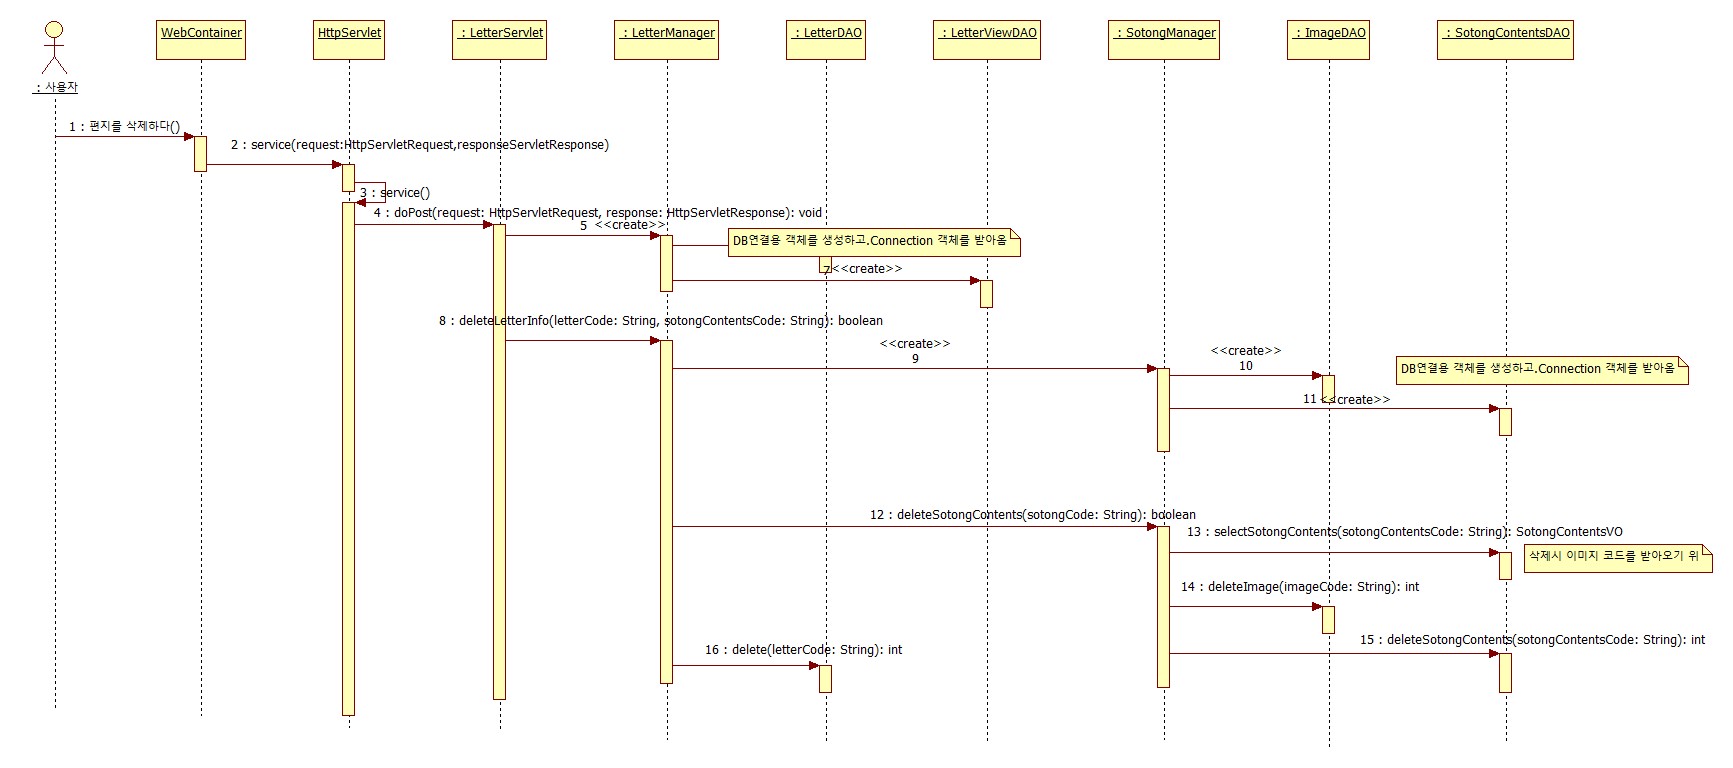 WebContainer
HttpServlet
: LetterServlet
: LetterManager
: LetterDAO
: LetterViewDAO
: SotongManager
: ImageDAO
: SotongContentsDAO
: 사용자
1 : 편지를 삭제하다()
2 : service(request:HttpServletRequest,responseServletResponse)
3 : service()
4 : doPost(request: HttpServletRequest, response: HttpServletResponse): void
5 <<create>>
DB연결용 객체를 생성하고.Connection 객체를 받아옴
7 <<create>>
8 : deleteLetterInfo(letterCode: String, sotongContentsCode: String): boolean
<<create>>
9
<<create>>
10
DB연결용 객체를 생성하고.Connection 객체를 받아옴
11 <<create>>
12 : deleteSotongContents(sotongCode: String): boolean
13 : selectSotongContents(sotongContentsCode: String): SotongContentsVO
삭제시 이미지 코드를 받아오기 위
14 : deleteImage(imageCode: String): int
15 : deleteSotongContents(sotongContentsCode: String): int
16 : delete(letterCode: String): int